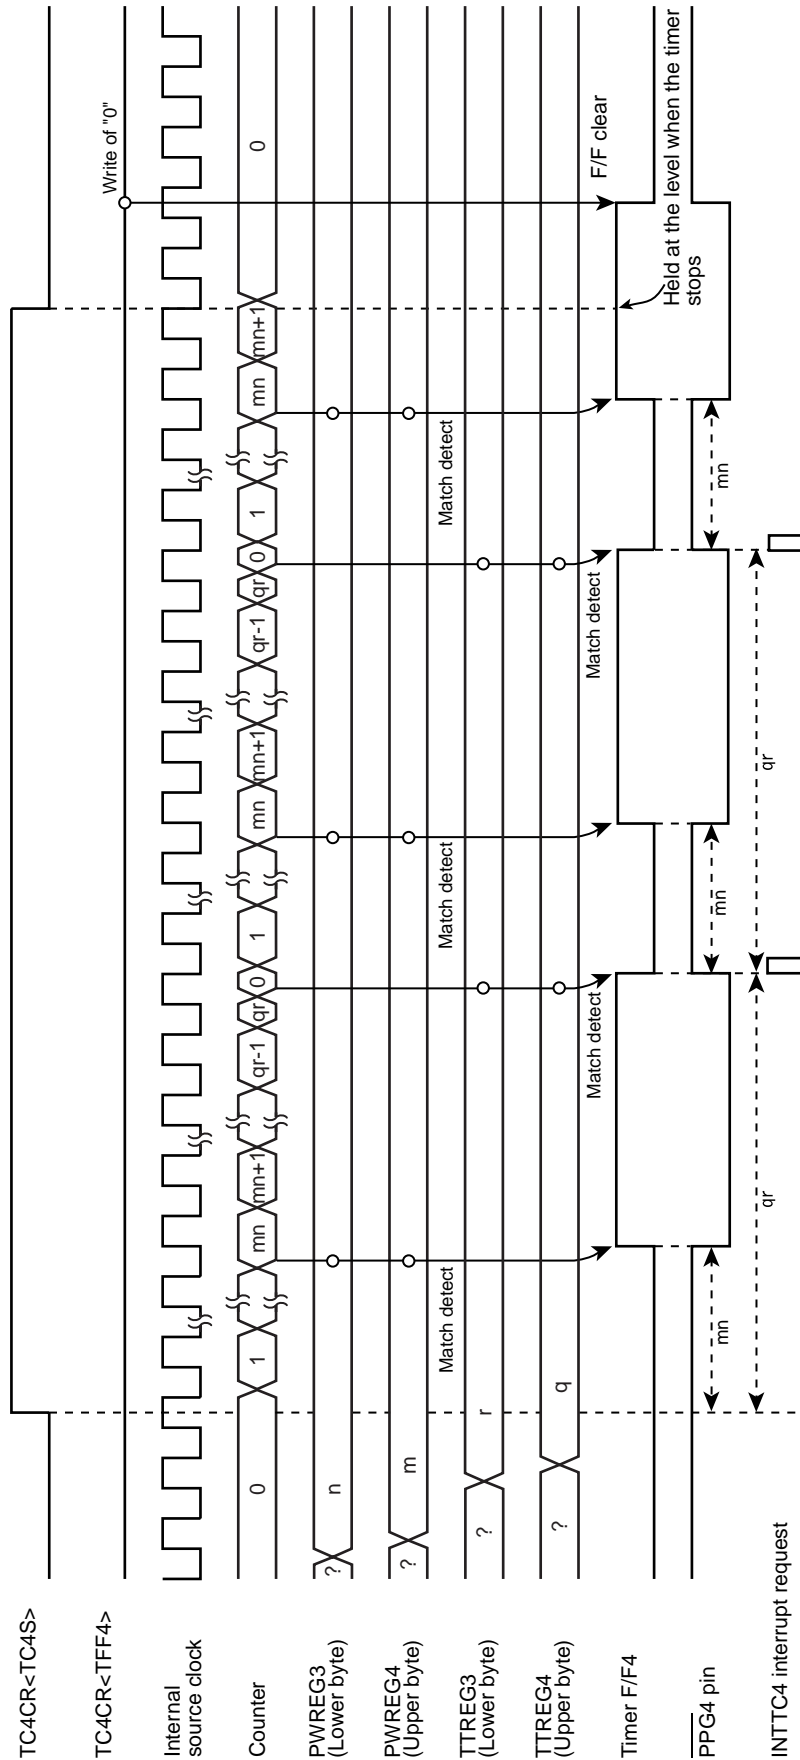 TC4CR<TC4S>
TC4CR<TFF4>
Write of "0"
Internal
source clock
Counter
0 1 mn mn+1 qr-1 qr 0 1 mn mn+1 qr-1 qr 0 1 mn mn+1 0
PWREG3
(Lower byte)
? n
PWREG4
(Upper byte)
? m
Match detect
Match detect
Match detect
TTREG3
(Lower byte)
? r
TTREG4
(Upper byte)
? q
Match detect
Match detect
F/F clear
Timer F/F4
Held at the level when the timer
stops
PPG4 pin
mn
mn
mn
qr
qr
INTTC4 interrupt request